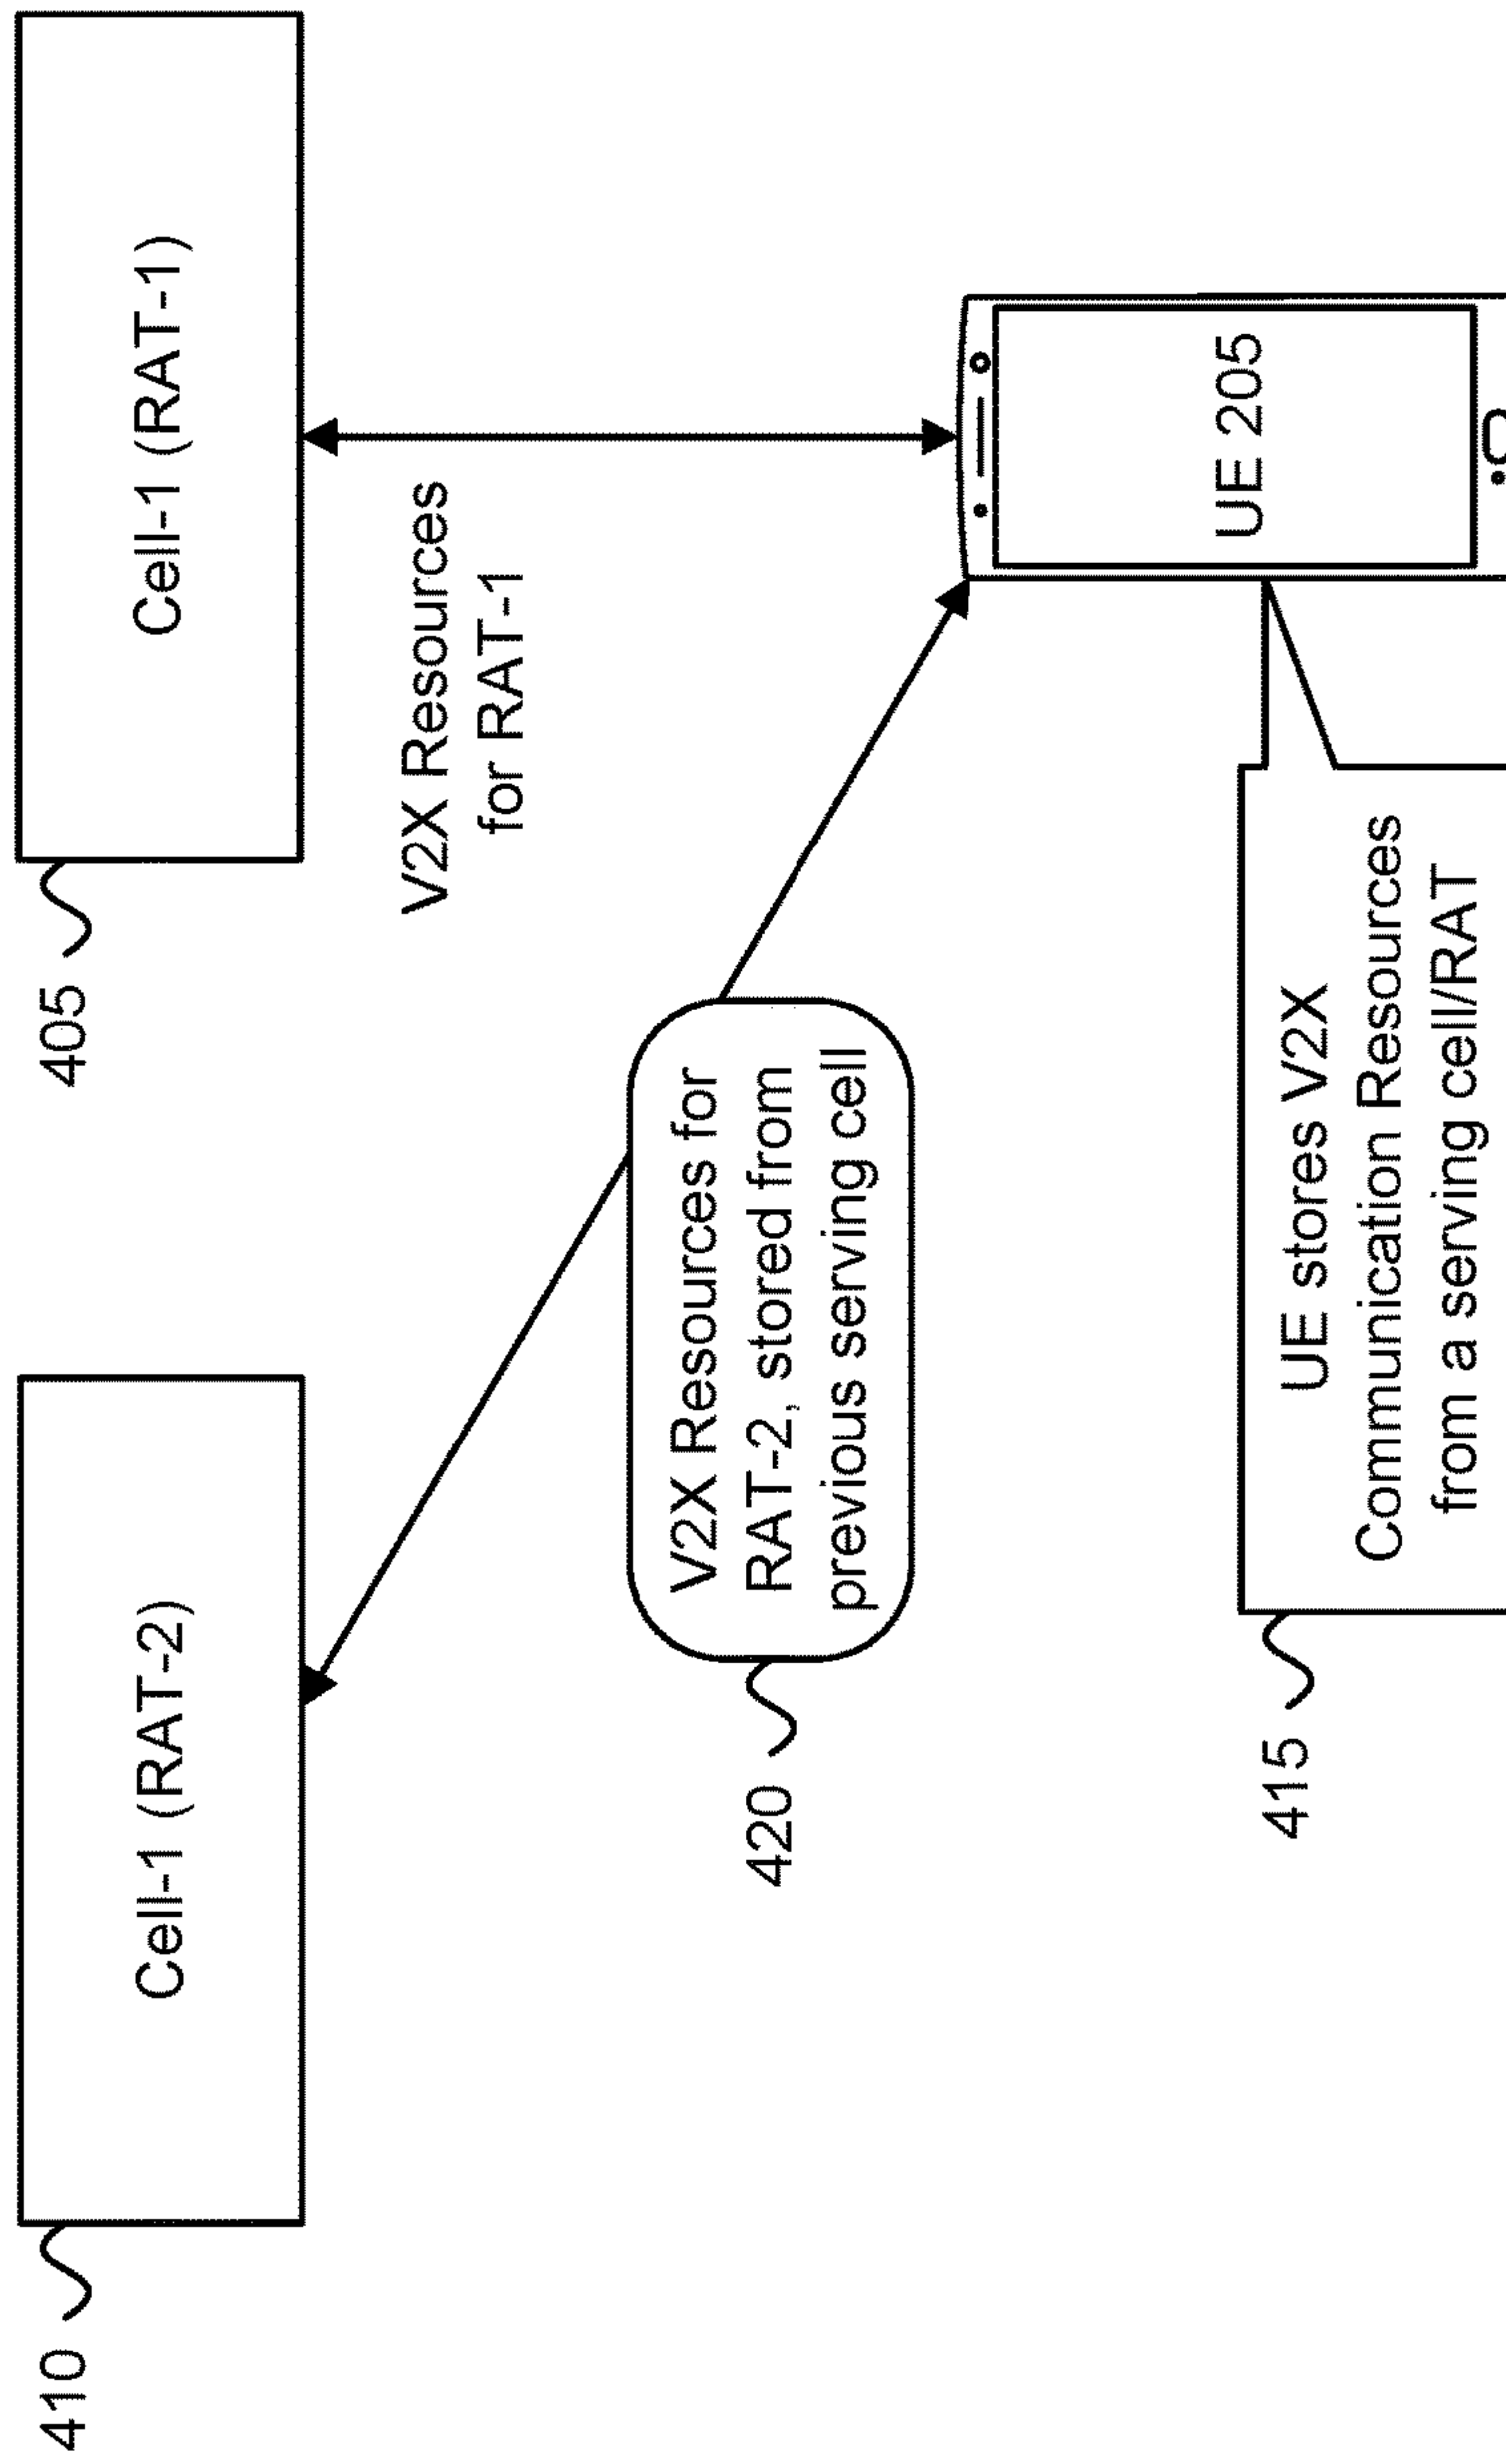 410
Cell-1 (RAT-2)
405
Cell-1 (RAT-1)
V2X Resources
for RAT-1
420
V2X Resources for
RAT-2, stored from
previous serving cell
415
UE stores V2X
Communication Resources
from a serving cell/RAT
UE 205